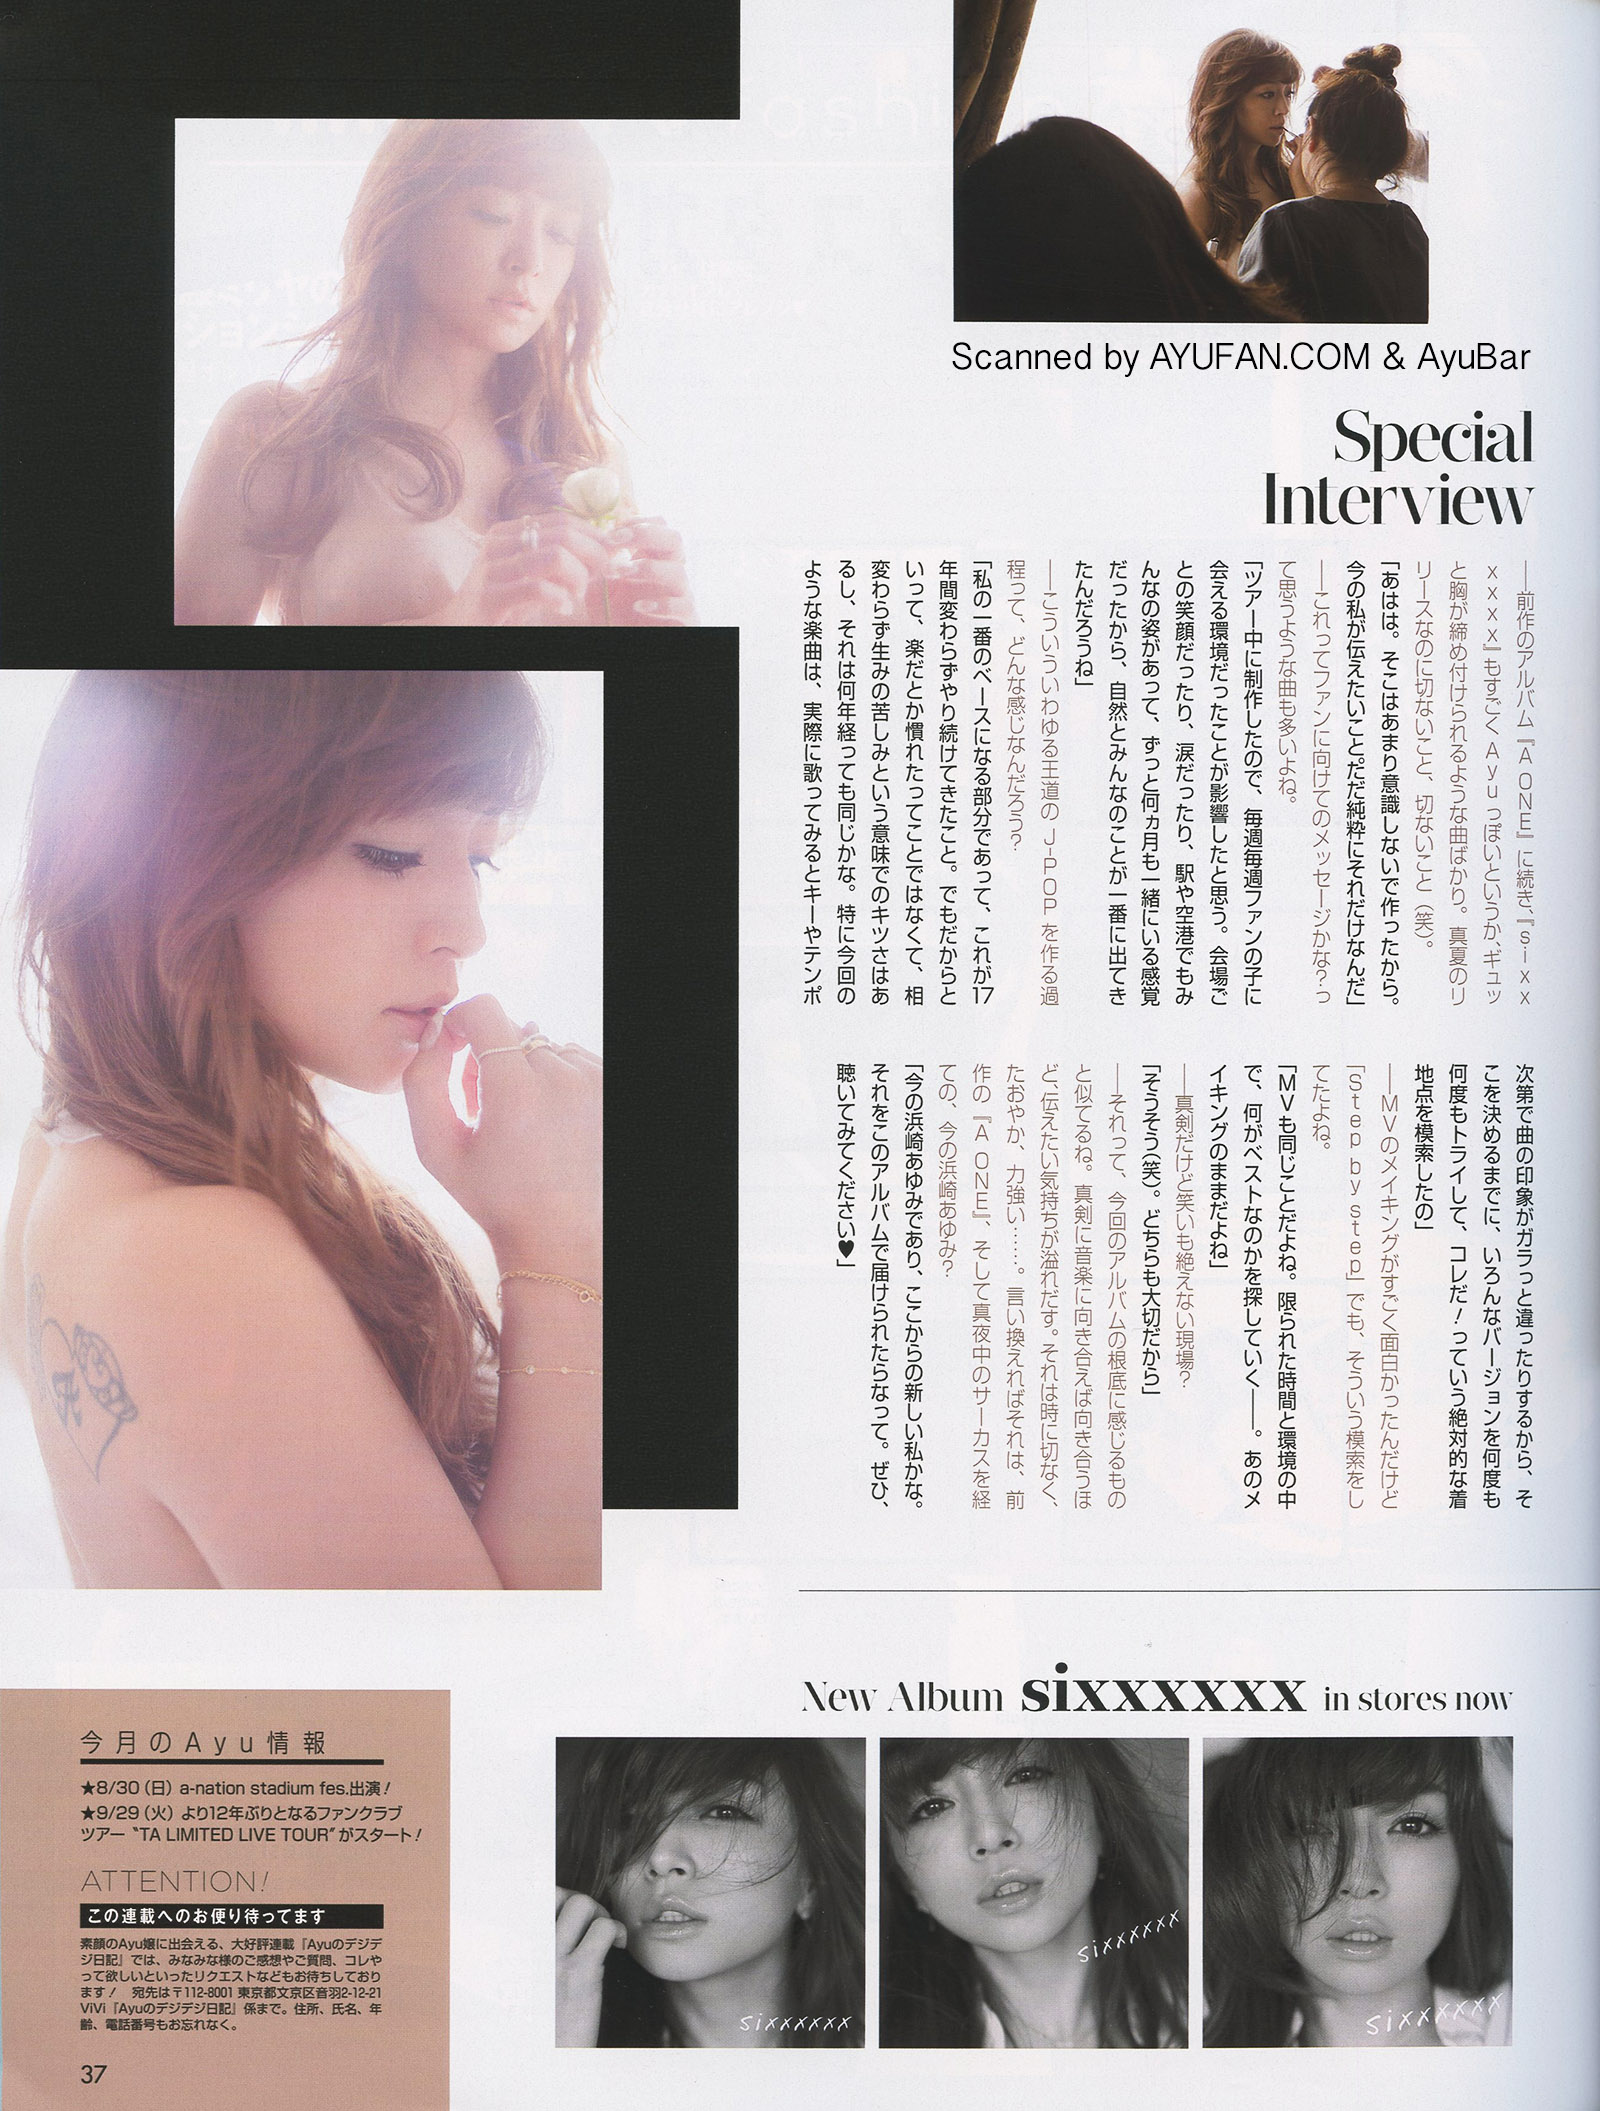 Scanned by AYUFAN.COM & AyuBar
Special
Interview
―前作のアルバム『A ONE』に続き、『sixx
xxxx』もすごくAyuっぽいというか、ギュッ
と胸が締め付けられるような曲ばかり。真夏のリ
リースなのに切ないこと、切ないこと（笑）。
「あはは。そこはあまり意識しないで作ったから。
今の私が伝えたいこと。ただ純粋にそれだけなんだ」
―これってファンに向けてのメッセージかな？っ
て思うような曲も多いよね。
「ツアー中に制作したので、毎週毎週ファンの子に
会える環境だったことが影響したと思う。会場ご
との笑顔だったり、涙だったり、駅や空港でもみ
んなの姿があって、ずっと何ヵ月も一緒にいる感覚
だったから、自然とみんなのことが一番に出てき
たんだろうね」
―こういういわゆる王道のJ-POPを作る過
程って、どんな感じなんだろう？
「私の一番のベースになる部分であって、これが17
年間変わらずやり続けてきたこと。でもだからと
いって、楽だとか慣れたってことではなくて、相
変わらず生みの苦しみという意味でのキツさはあ
るし、それは何年経っても同じかな。特に今回の
ような楽曲は、実際に歌ってみるとキーやテンポ
次第で曲の印象がガラっと違ったりするから、そ
こを決めるまでに、いろんなバージョンを何度も
何度もトライして、コレだ！っていう絶対的な着
地点を模索したの」
―MVのメイキングがすごく面白かったんだけど
「Step by step」でも、そういう模索をし
てたよね。
「MVも同じことだよね。限られた時間と環境の中
で、何がベストなのかを探していく――。あのメ
イキングのままだよね」
―真剣だけど笑いも絶えない現場？
「そうそう（笑）。どちらも大切だから」
―それって、今回のアルバムの根底に感じるもの
と似てるね。真剣に音楽に向き合えば向き合うほ
ど、伝えたい気持ちが溢れだす。それは時に切なく、
たおやか、力強い……。言い換えればそれは、前
作の『A ONE』、そして真夜中のサーカスを経
ての、今の浜崎あゆみ？
「今の浜崎あゆみであり、ここからの新しい私かな。
それをこのアルバムで届けられたらなって。ぜひ、
聴いてみてください♥」
New Album sixxxxxx in stores now
sixxxxxx
sixxxxxx
sixxxxxx
今月のAyu情報
★8/30（日）a-nation stadium fes.出演！
★9/29（火）より12年ぶりとなるファンクラブ
ツアー“TA LIMITED LIVE TOUR”がスタート！
ATTENTION!
この連載へのお便り待ってます
素顔のAyu嬢に出会える、大好評連載『Ayuのデジデ
ジ日記』では、みなみな様のご感想やご質問、コレや
って欲しいといったリクエストなどもお待ちしており
ます！　宛先は〒112-8001 東京都文京区音羽2-12-21
ViVi『Ayuのデジデジ日記』係まで。住所、氏名、年
齢、電話番号もお忘れなく。
37